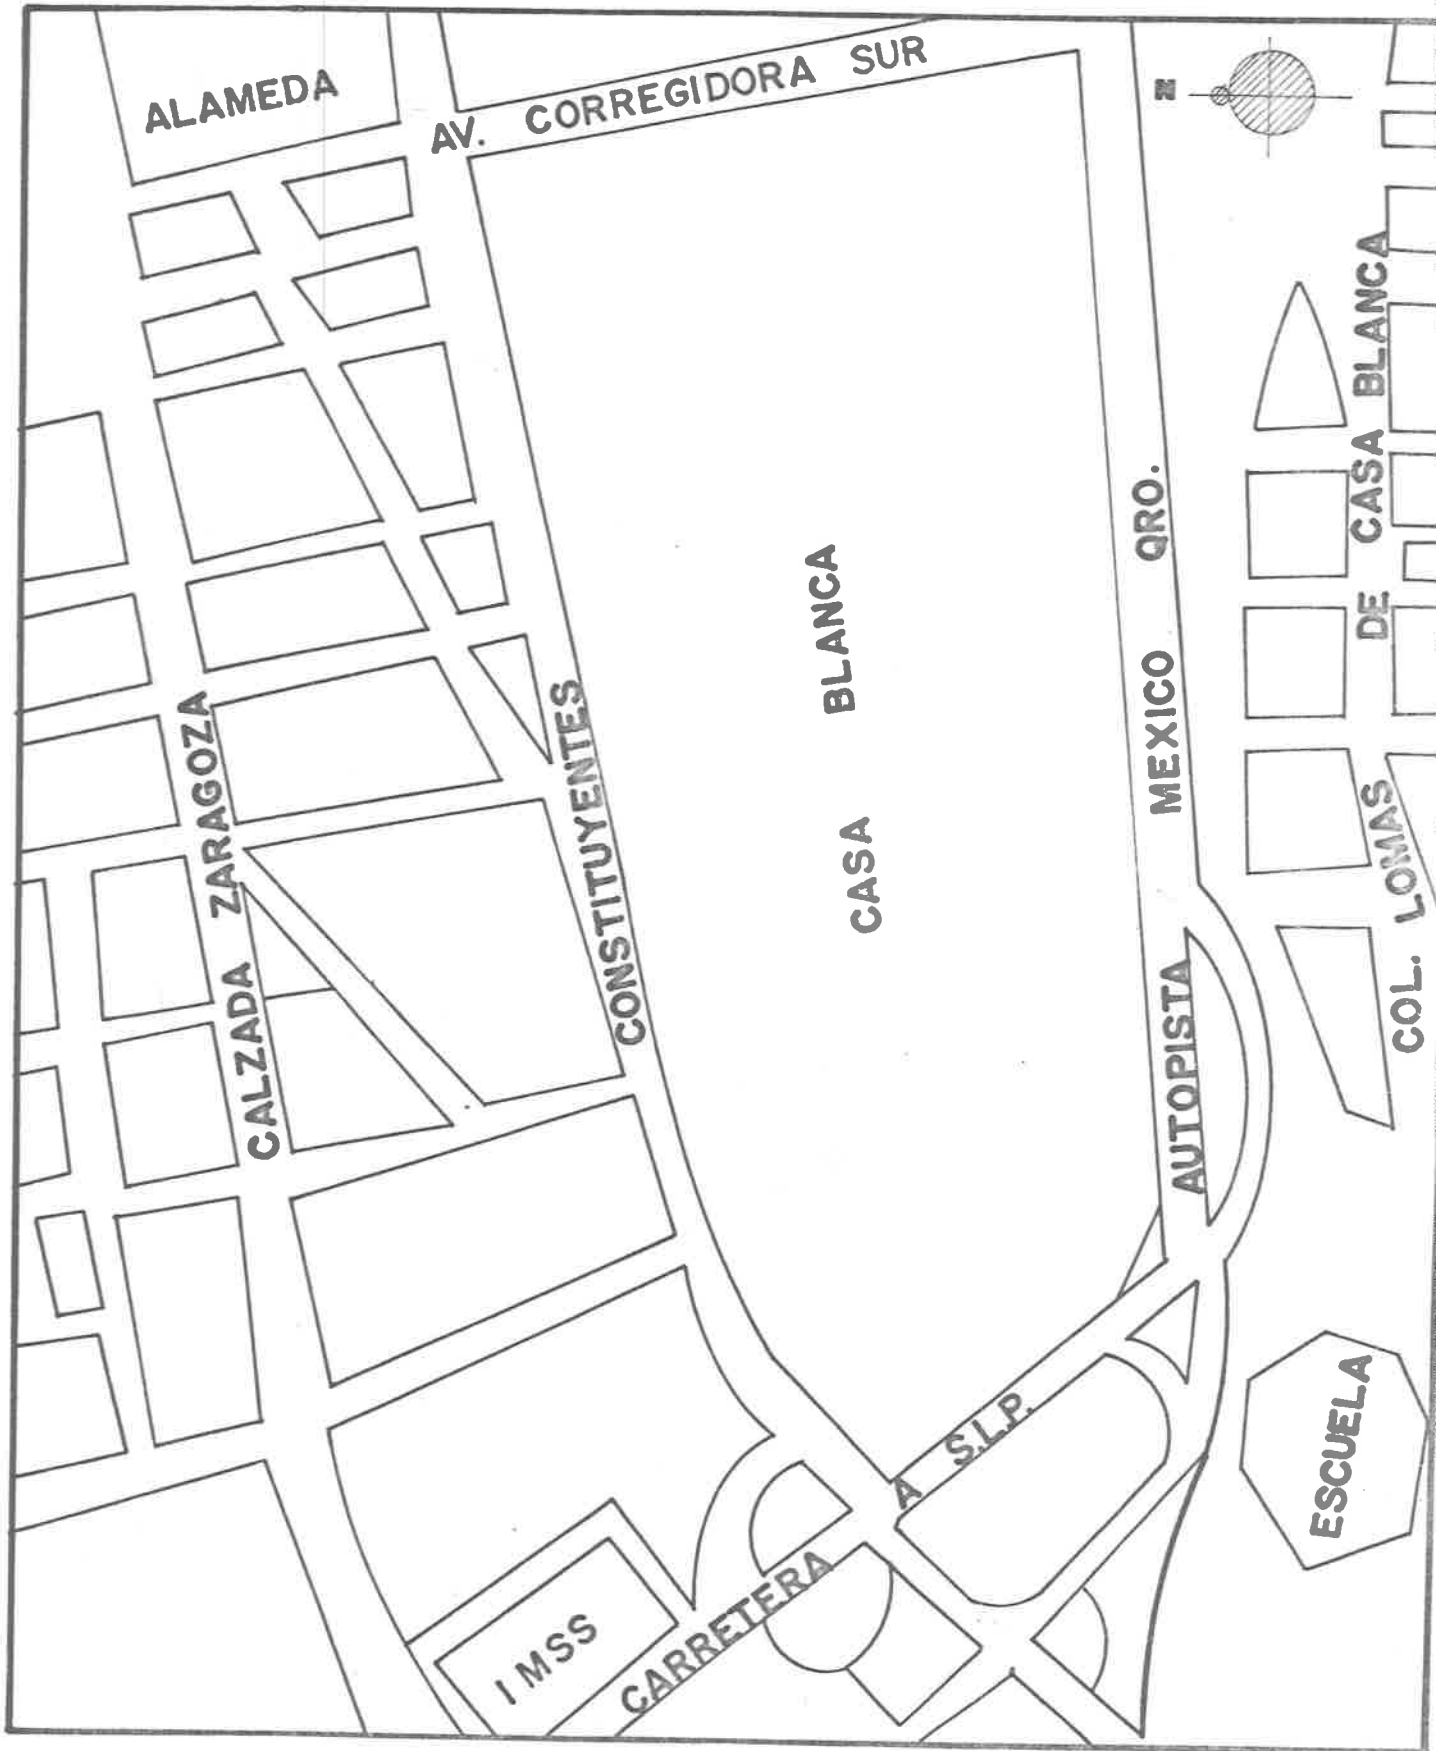 ALAMEDA
AV. CORREGIDORA SUR
N
CALZADA ZARAGOZA
CONSTITUYENTES
CASA BLANCA
AUTOPISTA MEXICO QRO.
COL. LOMAS DE CASA BLANCA
CARRETERA A S.L.P.
IMSS
ESCUELA